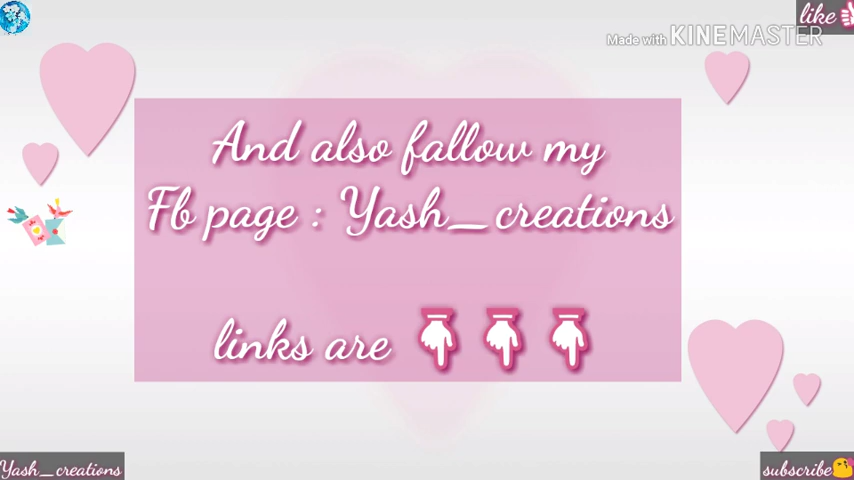 like
Made with KINEMASTER
And also fallow my
Fb page : Yash_creations
links are 👇👇👇
Yash_creations
subscribe😘